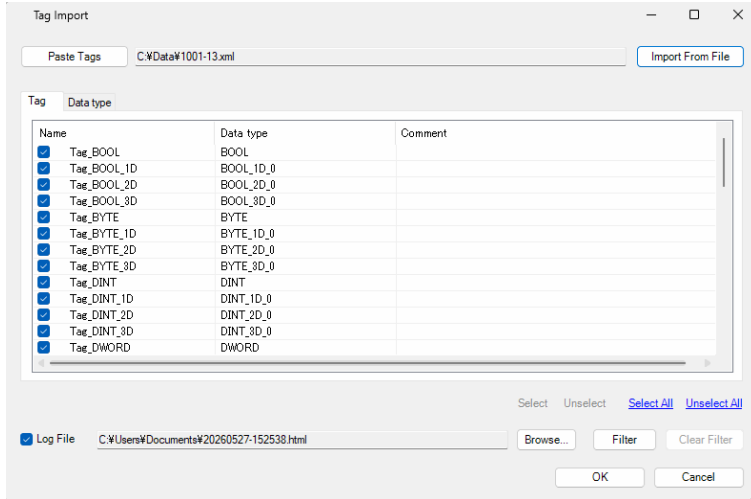 Tag Import
Paste Tags C:¥Data¥1001-13.xml Import From File
Tag Data type
Name Data type Comment
Tag_BOOL BOOL
Tag_BOOL_1D BOOL_1D_0
Tag_BOOL_2D BOOL_2D_0
Tag_BOOL_3D BOOL_3D_0
Tag_BYTE BYTE
Tag_BYTE_1D BYTE_1D_0
Tag_BYTE_2D BYTE_2D_0
Tag_BYTE_3D BYTE_3D_0
Tag_DINT DINT
Tag_DINT_1D DINT_1D_0
Tag_DINT_2D DINT_2D_0
Tag_DINT_3D DINT_3D_0
Tag_DWORD DWORD
Select Unselect Select All Unselect All
Log File C:¥Users¥Documents¥20260527-152538.html Browse... Filter Clear Filter
OK Cancel